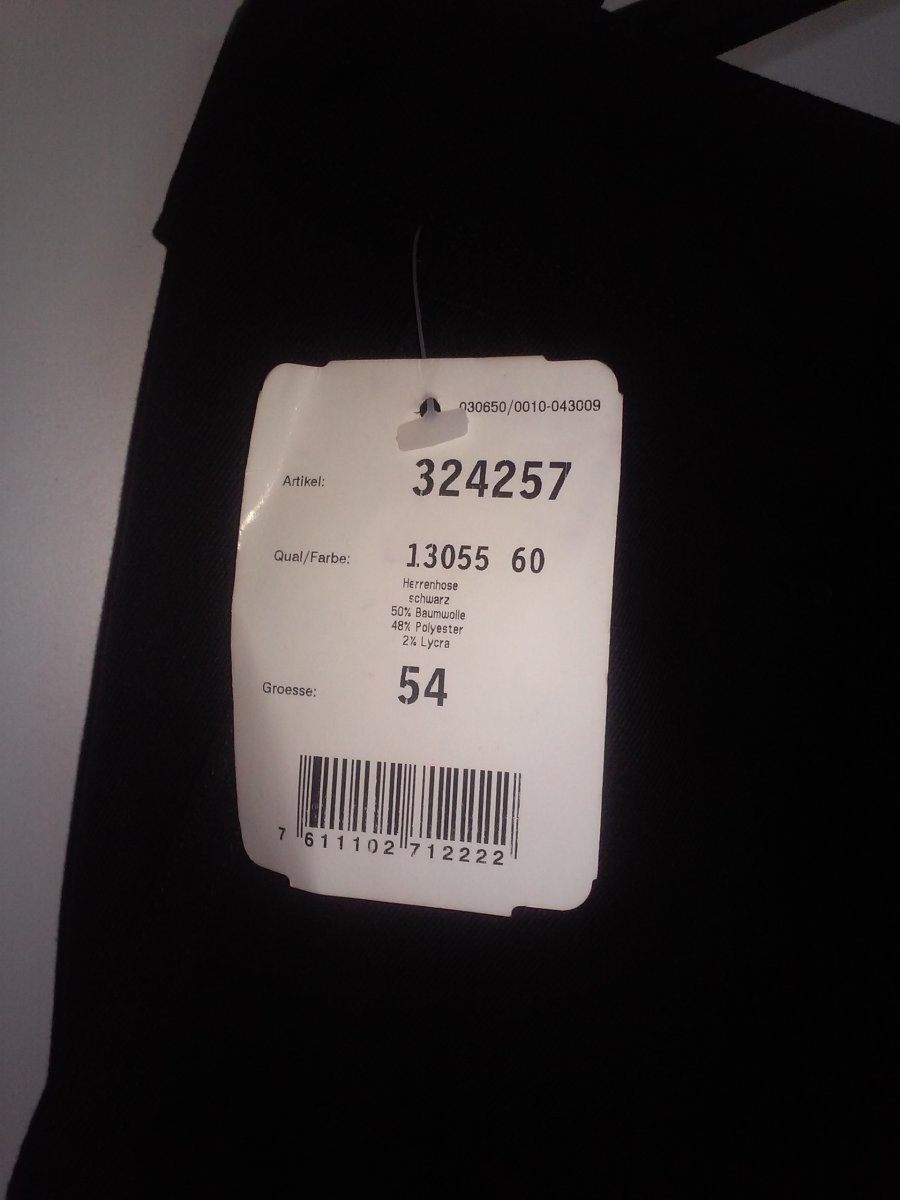 030650/0010-043009
Artikel: 324257
Qual/Farbe: 13055 60
Herrenhose
schwarz
50% Baumwolle
48% Polyester
2% Lycra
Groesse: 54
7 611102 712222